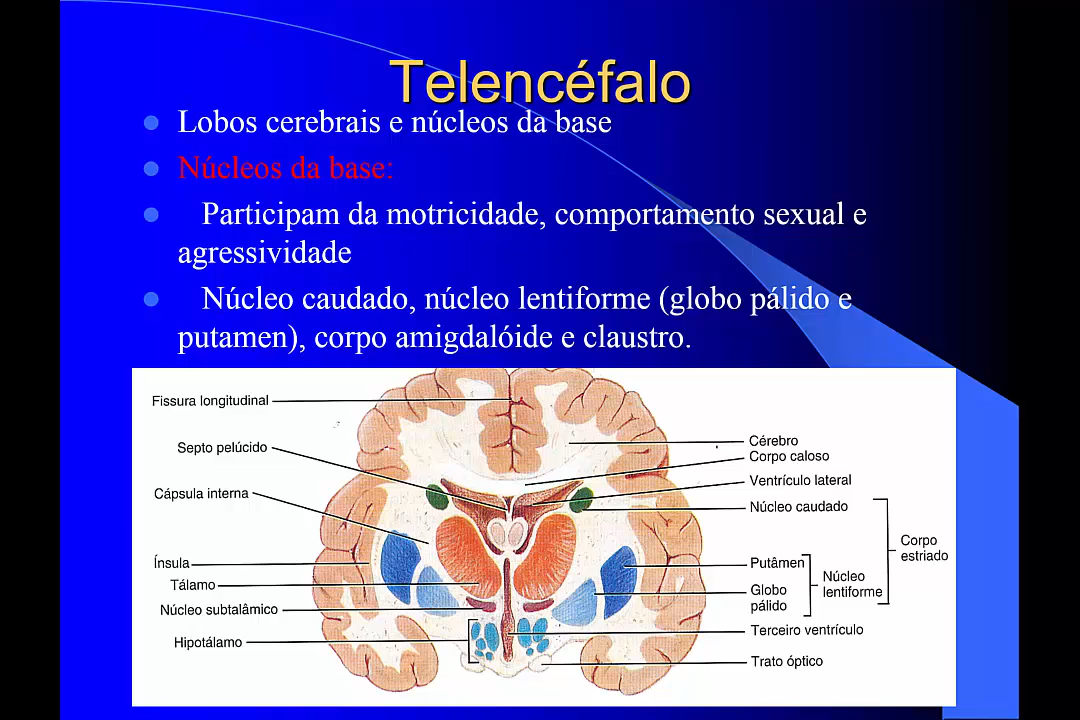 Telencéfalo
Lobos cerebrais e núcleos da base
Núcleos da base:
Participam da motricidade, comportamento sexual e
agressividade
Núcleo caudado, núcleo lentiforme (globo pálido e
putamen), corpo amigdalóide e claustro.
Fissura longitudinal
Septo pelúcido
Cápsula interna
Ínsula
Tálamo
Núcleo subtalâmico
Hipotálamo
Cérebro
Corpo caloso
Ventrículo lateral
Núcleo caudado
Putâmen
Globo
pálido
Núcleo
lentiforme
Corpo
estriado
Terceiro ventrículo
Trato óptico